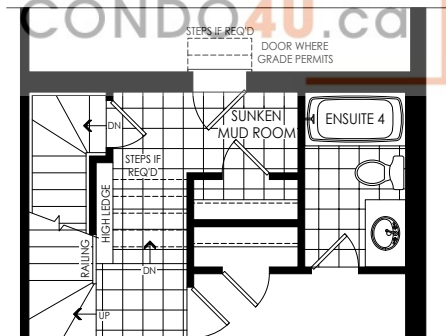 CONDO4U.ca
STEPS IF REQ'D
DOOR WHERE
GRADE PERMITS
DN
SUNKEN
MUD ROOM
ENSUITE 4
STEPS IF
REQ'D
HIGH LEDGE
RAILING
DN
UP